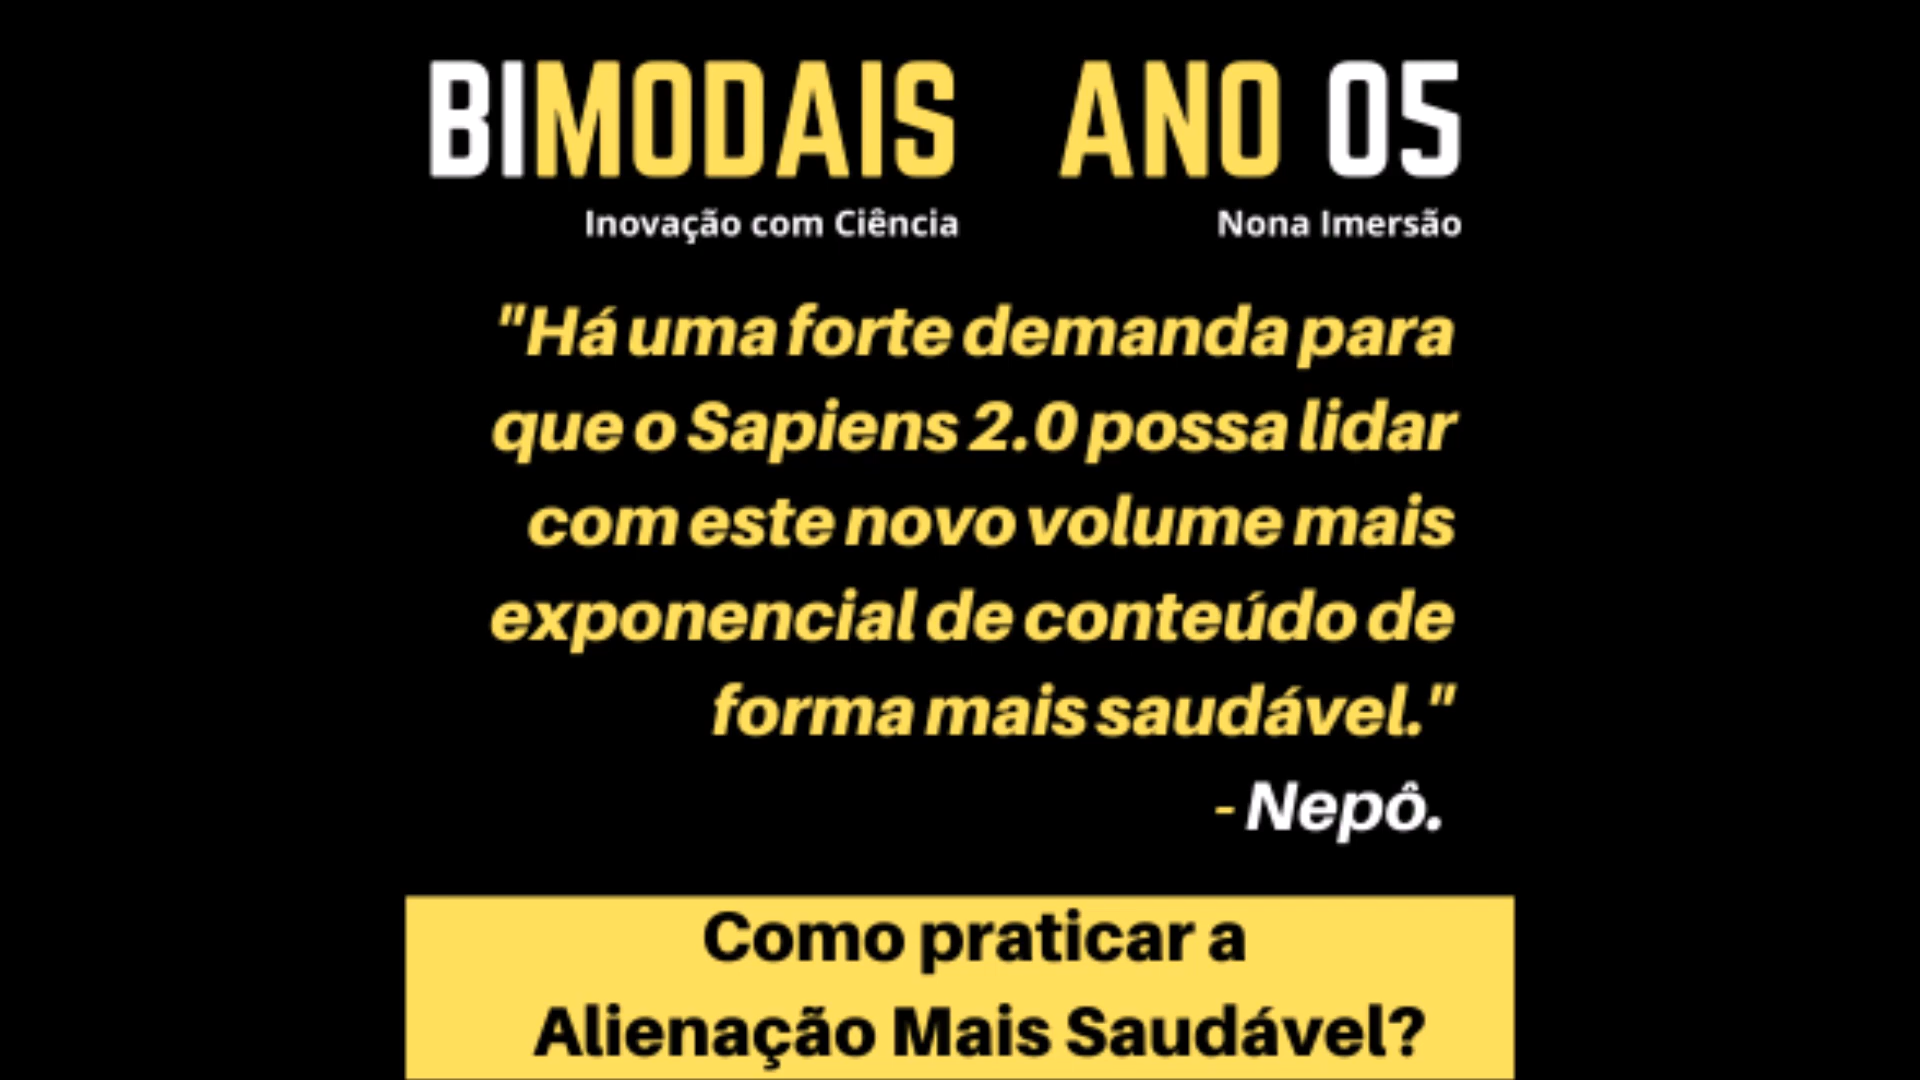 BIMODAIS ANO 05
Inovação com Ciência Nona Imersão
"Há uma forte demanda para
que o Sapiens 2.0 possa lidar
com este novo volume mais
exponencial de conteúdo de
forma mais saudável."
- Nepô.
Como praticar a
Alienação Mais Saudável?